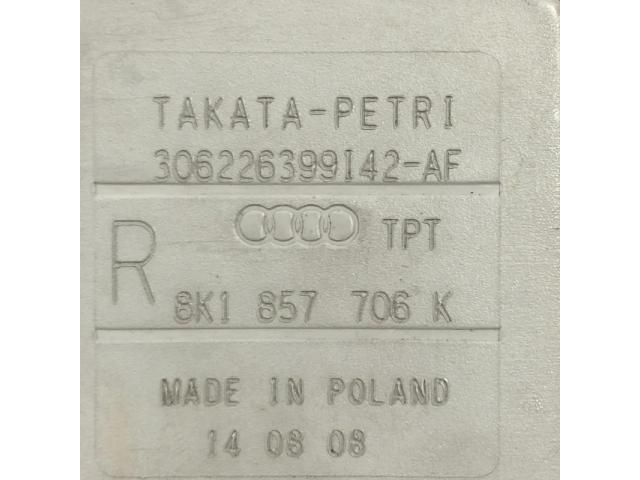 TAKATA-PETRI
306226399142-AF
R TPT
8K1 857 706 K
MADE IN POLAND
14 08 08